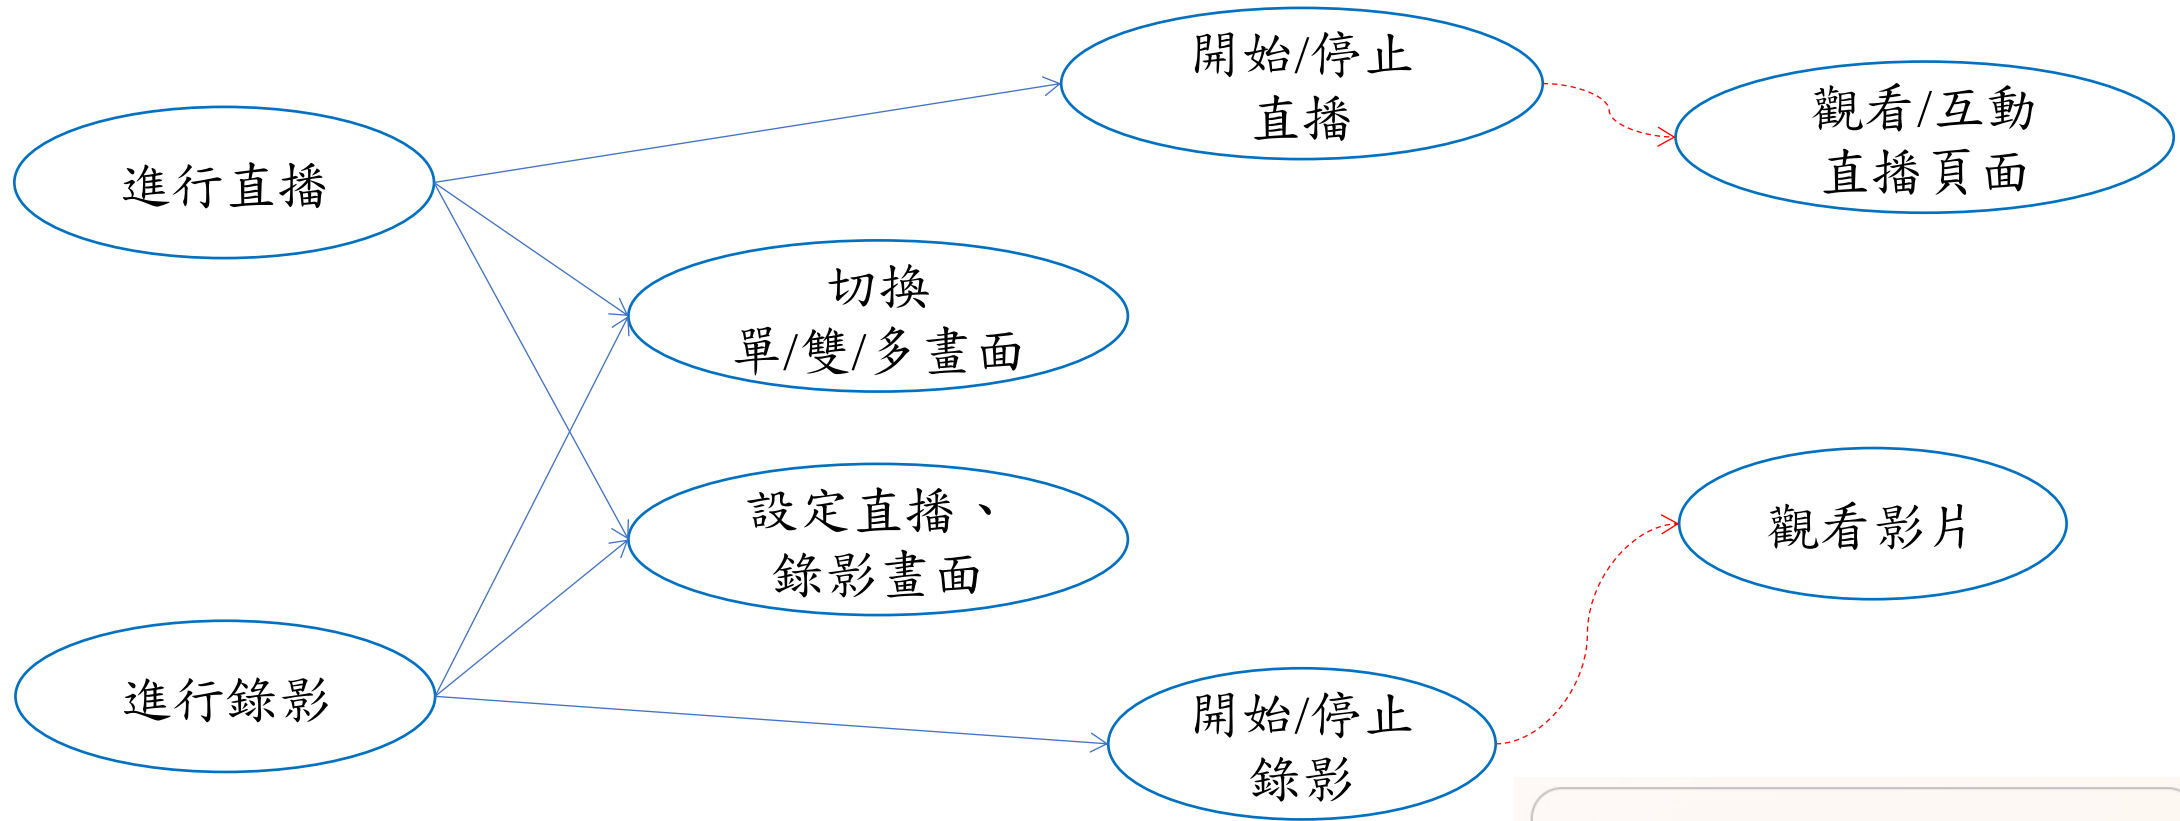 開始/停止
直播
觀看/互動
直播頁面
進行直播
切換
單/雙/多畫面
設定直播、
錄影畫面
觀看影片
進行錄影
開始/停止
錄影